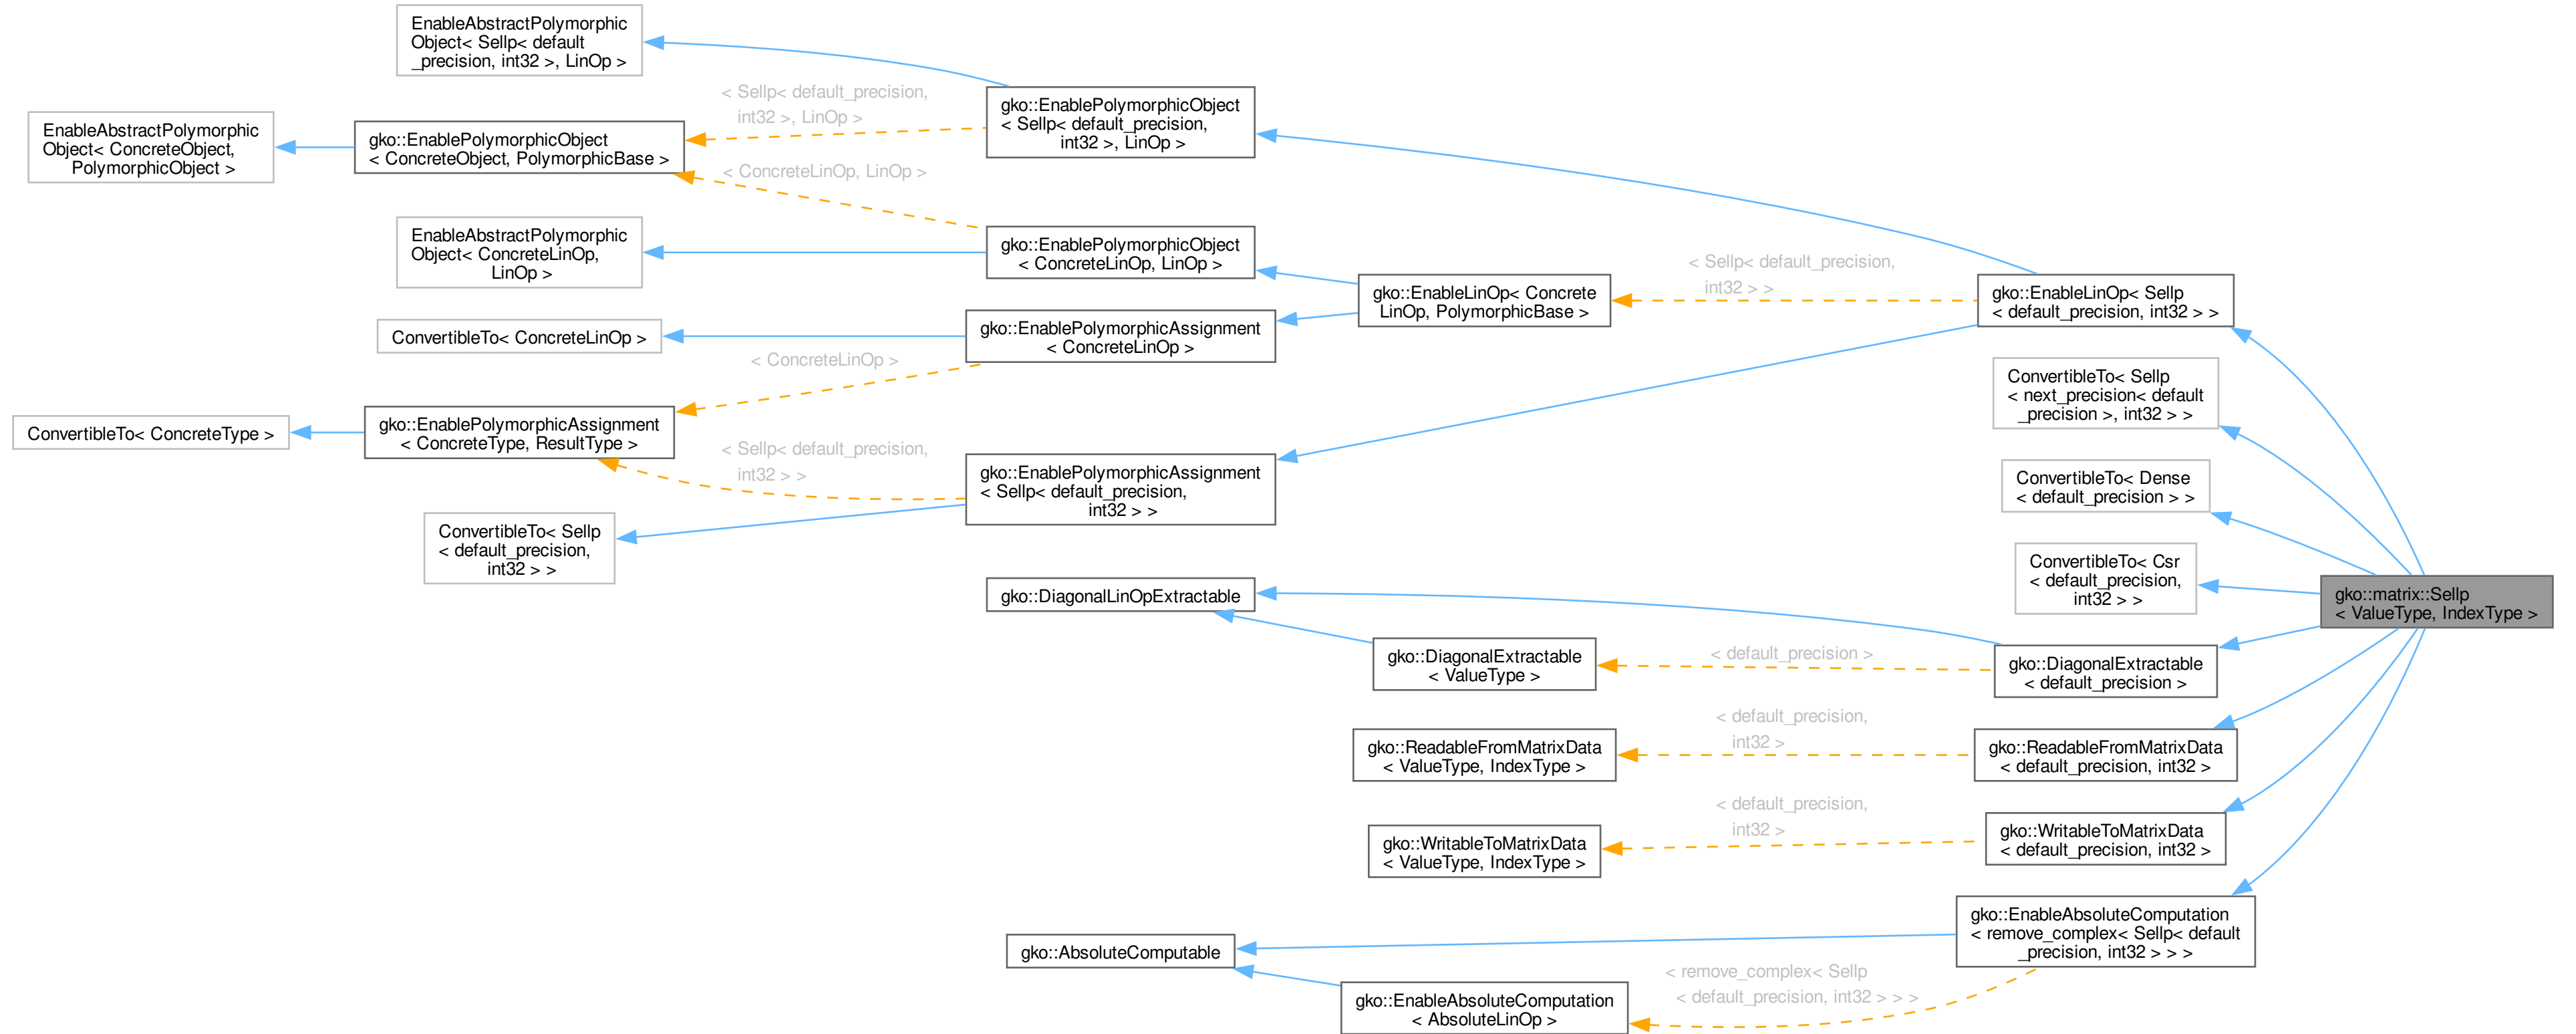 EnableAbstractPolymorphic
Object< Sellp< default
_precision, int32 >, LinOp >
EnableAbstractPolymorphic
Object< ConcreteObject,
PolymorphicObject >
gko::EnablePolymorphicObject
< ConcreteObject, PolymorphicBase >
< Sellp< default_precision,
int32 >, LinOp >
gko::EnablePolymorphicObject
< Sellp< default_precision,
int32 >, LinOp >
< ConcreteLinOp, LinOp >
EnableAbstractPolymorphic
Object< ConcreteLinOp,
LinOp >
gko::EnablePolymorphicObject
< ConcreteLinOp, LinOp >
gko::EnableLinOp< Concrete
LinOp, PolymorphicBase >
< Sellp< default_precision,
int32 > >
gko::EnableLinOp< Sellp
< default_precision, int32 > >
ConvertibleTo< ConcreteLinOp >
gko::EnablePolymorphicAssignment
< ConcreteLinOp >
< ConcreteLinOp >
ConvertibleTo< Sellp
< next_precision< default
_precision >, int32 > >
ConvertibleTo< ConcreteType >
gko::EnablePolymorphicAssignment
< ConcreteType, ResultType >
< Sellp< default_precision,
int32 > >
gko::EnablePolymorphicAssignment
< Sellp< default_precision,
int32 > >
ConvertibleTo< Dense
< default_precision > >
ConvertibleTo< Sellp
< default_precision,
int32 > >
ConvertibleTo< Csr
< default_precision,
int32 > >
gko::matrix::Sellp
< ValueType, IndexType >
gko::DiagonalLinOpExtractable
gko::DiagonalExtractable
< ValueType >
< default_precision >
gko::DiagonalExtractable
< default_precision >
gko::ReadableFromMatrixData
< ValueType, IndexType >
< default_precision,
int32 >
gko::ReadableFromMatrixData
< default_precision, int32 >
gko::WritableToMatrixData
< ValueType, IndexType >
< default_precision,
int32 >
gko::WritableToMatrixData
< default_precision, int32 >
gko::AbsoluteComputable
gko::EnableAbsoluteComputation
< remove_complex< Sellp< default
_precision, int32 > > >
gko::EnableAbsoluteComputation
< AbsoluteLinOp >
< remove_complex< Sellp
< default_precision, int32 > > >